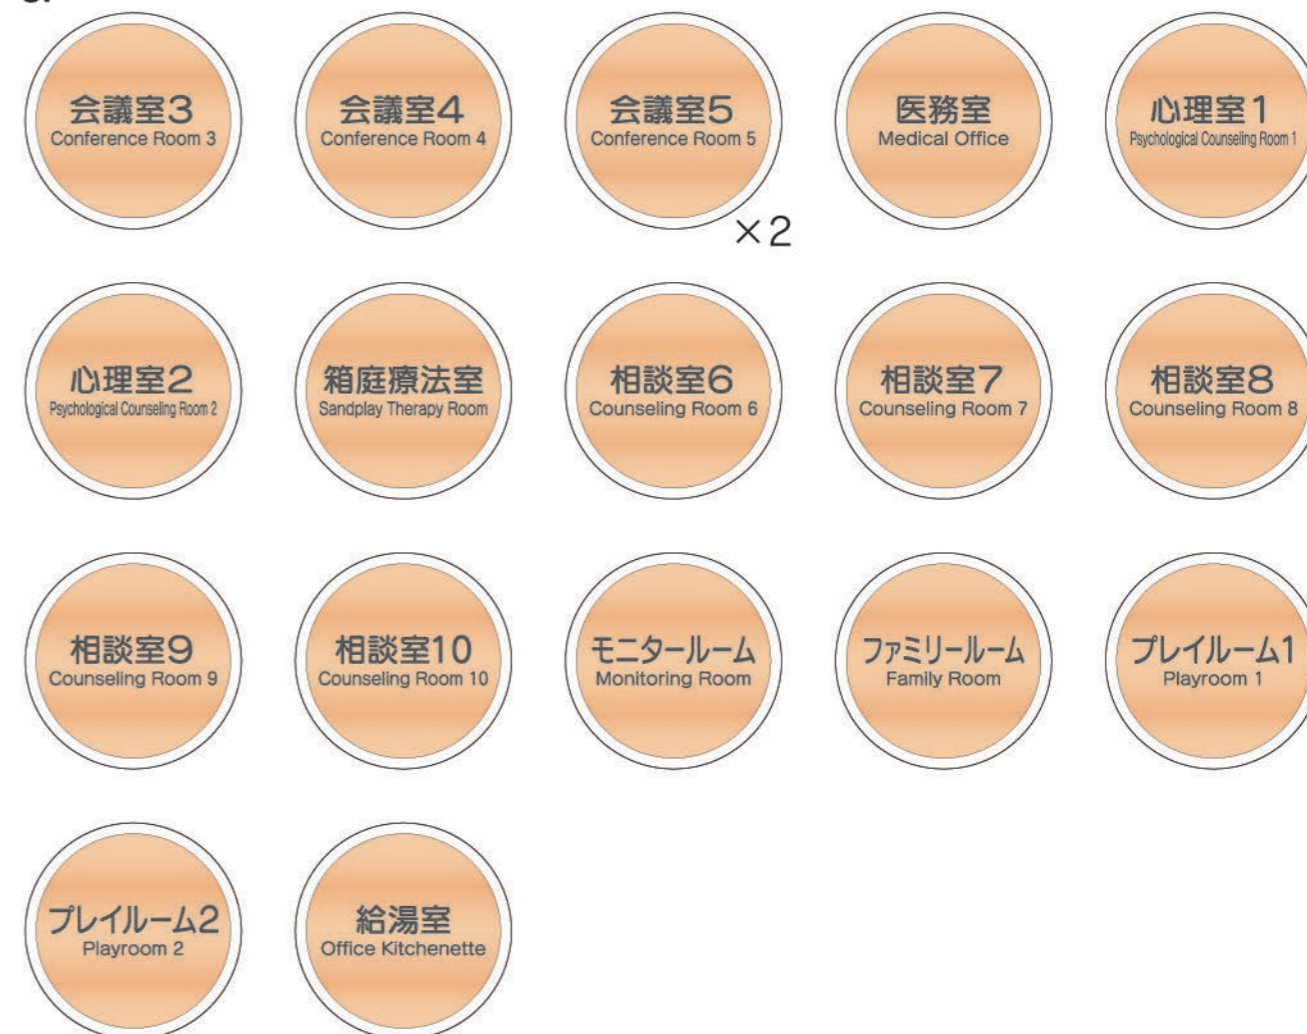 会議室3
Conference Room 3
会議室4
Conference Room 4
会議室5
Conference Room 5
×2
医務室
Medical Office
心理室1
Psychological Counseling Room 1
心理室2
Psychological Counseling Room 2
箱庭療法室
Sandplay Therapy Room
相談室6
Counseling Room 6
相談室7
Counseling Room 7
相談室8
Counseling Room 8
相談室9
Counseling Room 9
相談室10
Counseling Room 10
モニタールーム
Monitoring Room
ファミリールーム
Family Room
プレイルーム1
Playroom 1
プレイルーム2
Playroom 2
給湯室
Office Kitchenette